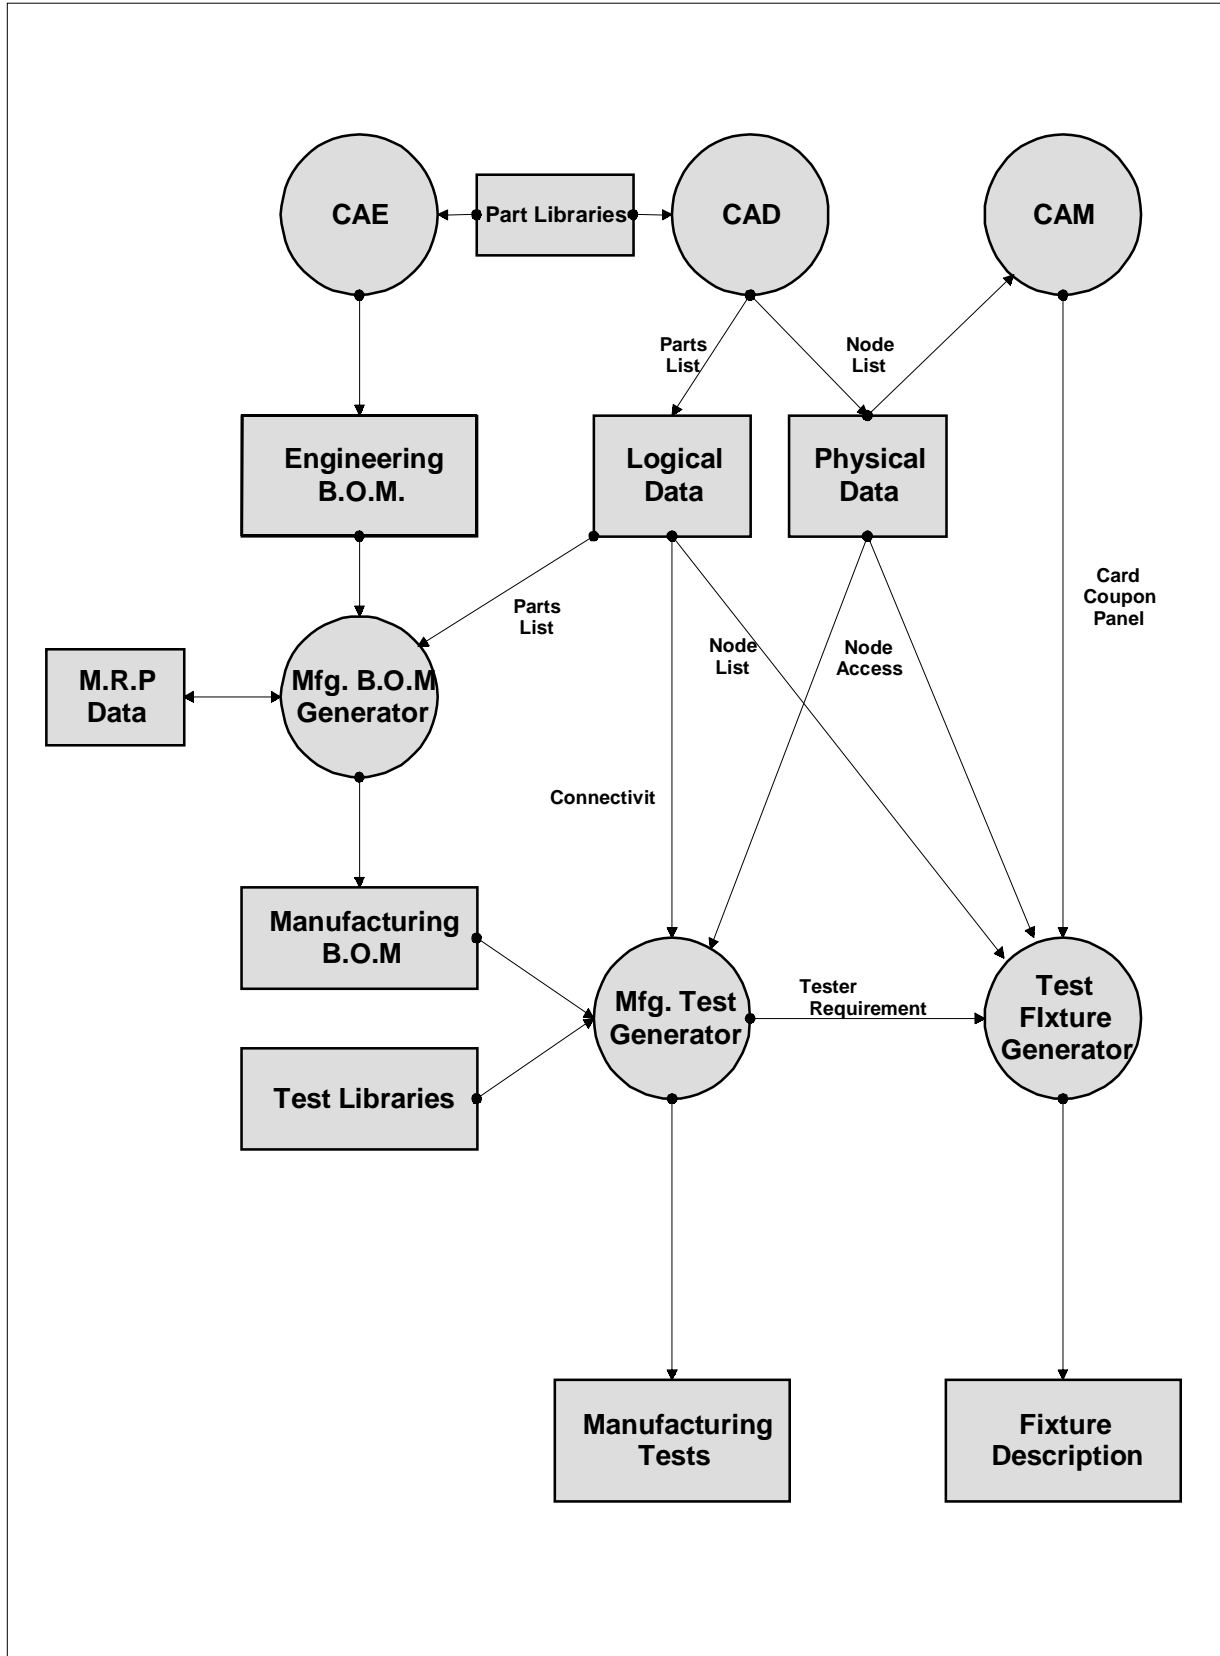 CAE
Part Libraries
CAD
CAM
Parts
List
Node
List
Engineering
B.O.M.
Logical
Data
Physical
Data
Card
Coupon
Panel
Parts
List
Node
List
Node
Access
M.R.P
Data
Mfg. B.O.M
Generator
Connectivit
Manufacturing
B.O.M
Mfg. Test
Generator
Tester
Requirement
Test
FIxture
Generator
Test Libraries
Manufacturing
Tests
Fixture
Description